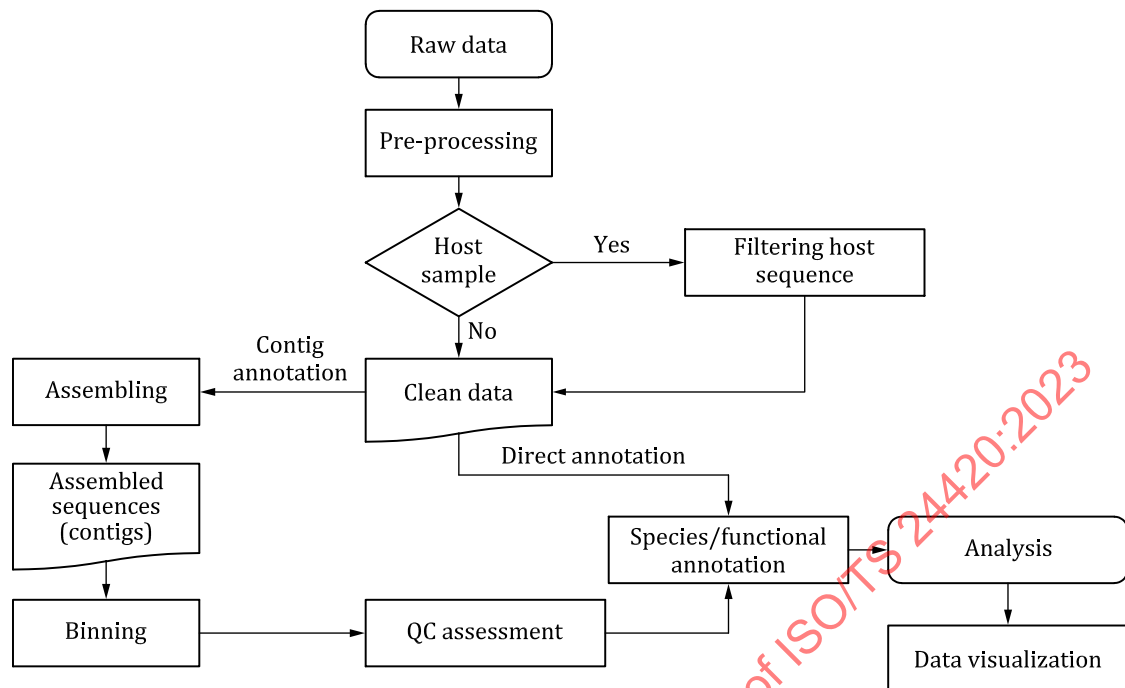 Raw data
Pre-processing
Host
sample
Yes
Filtering host
sequence
No
Contig
annotation
Assembling
Clean data
Direct annotation
Assembled
sequences
(contigs)
Species/functional
annotation
Analysis
Binning
QC assessment
Data visualization
of ISO/TS 24420:2023